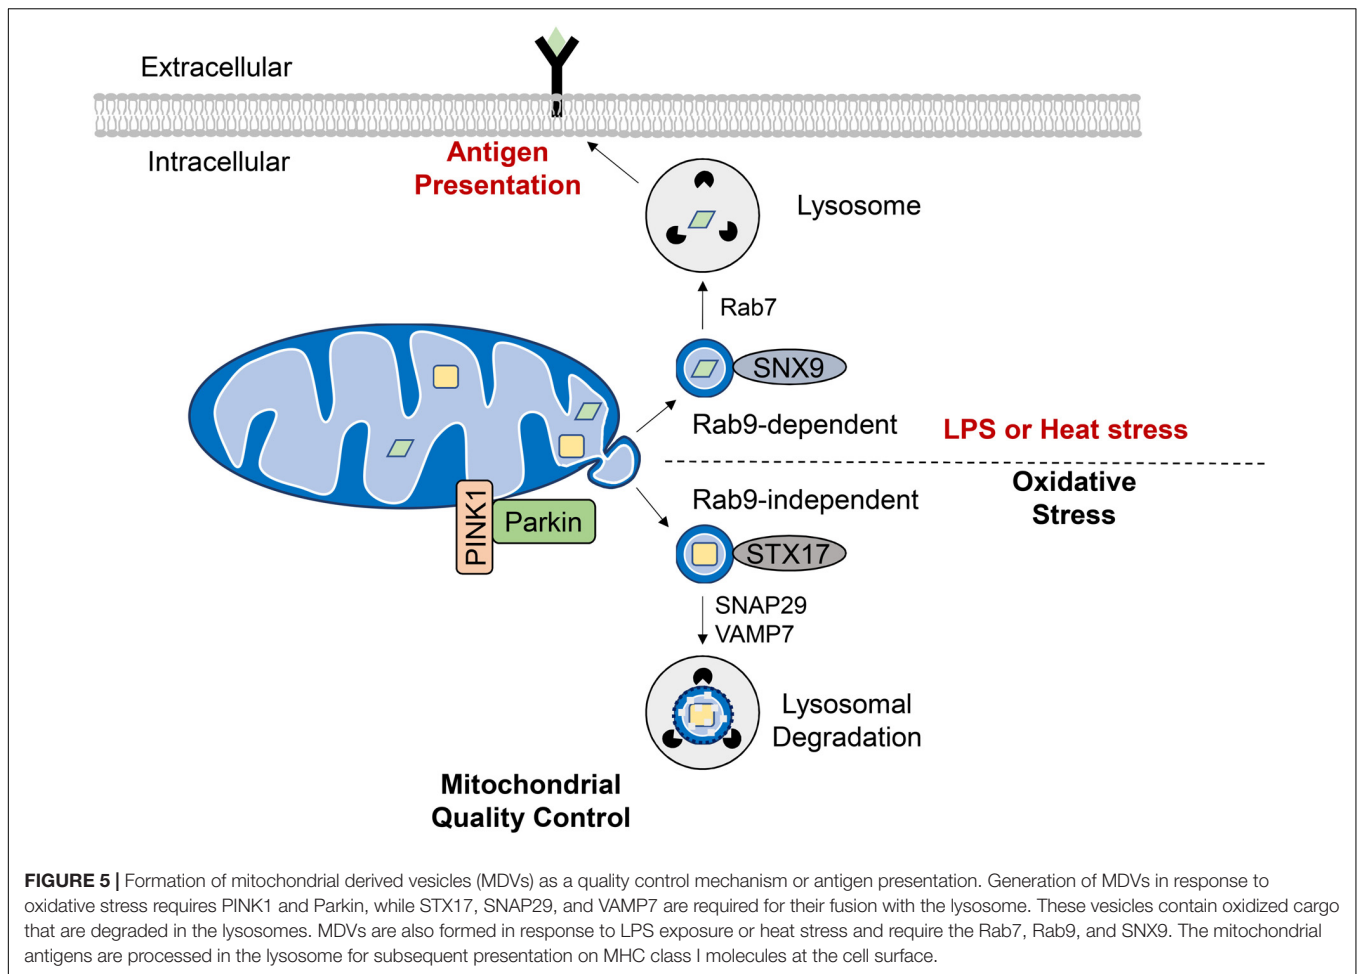 Extracellular
Intracellular
Antigen
Presentation
Lysosome
Rab7
SNX9
Rab9-dependent
LPS or Heat stress
Rab9-independent
Oxidative
Stress
PINK1
Parkin
STX17
SNAP29
VAMP7
Lysosomal
Degradation
Mitochondrial
Quality Control
FIGURE 5 | Formation of mitochondrial derived vesicles (MDVs) as a quality control mechanism or antigen presentation. Generation of MDVs in response to
oxidative stress requires PINK1 and Parkin, while STX17, SNAP29, and VAMP7 are required for their fusion with the lysosome. These vesicles contain oxidized cargo
that are degraded in the lysosomes. MDVs are also formed in response to LPS exposure or heat stress and require the Rab7, Rab9, and SNX9. The mitochondrial
antigens are processed in the lysosome for subsequent presentation on MHC class I molecules at the cell surface.